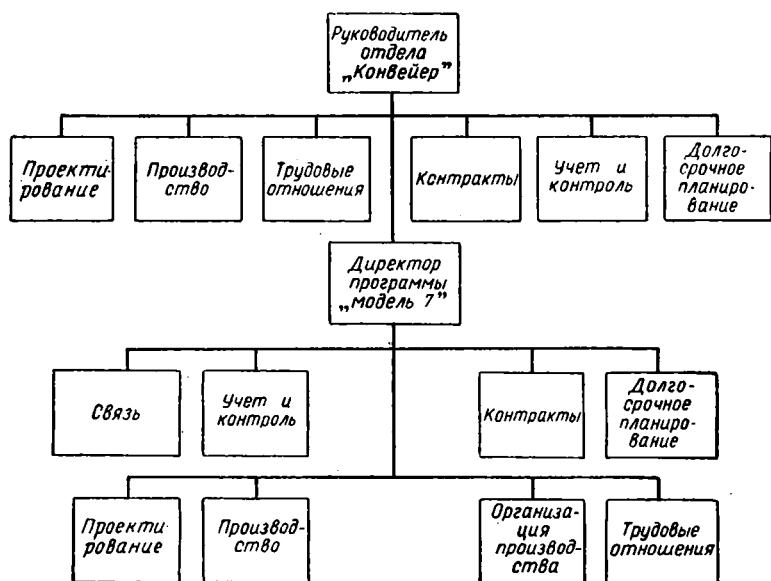 Руководитель
отдела
„Конвейер”
Проекти-
рование
Производ-
ство
Трудовые
отношения
Контракты
Учет и
контроль
Долго-
срочное
планиро-
вание
Директор
программы
„модель 7”
Связь
Учет и
контроль
Контракты
Долго-
срочное
планиро-
вание
Проекти-
рование
Производ-
ство
Организа-
ция
производ-
ства
Трудовые
отношения